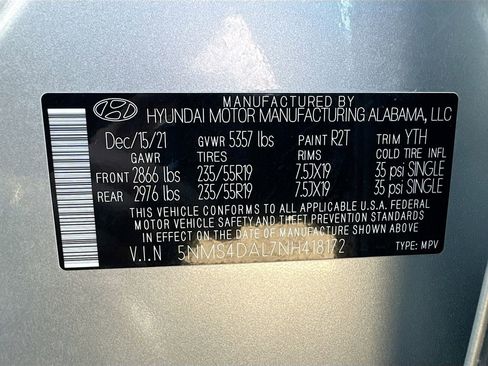 MANUFACTURED BY
HYUNDAI MOTOR MANUFACTURING ALABAMA, LLC
Dec/15/21 GVWR 5357 lbs PAINT R2T TRIM YTH
GAWR TIRES RIMS COLD TIRE INFL
FRONT 2866 lbs 235/55R19 7.5JX19 35 psi SINGLE
REAR 2976 lbs 235/55R19 7.5JX19 35 psi SINGLE
THIS VEHICLE CONFORMS TO ALL APPLICABLE U.S.A. FEDERAL
MOTOR VEHICLE SAFETY AND THEFT PREVENTION STANDARDS
IN EFFECT ON THE DATE OF MANUFACTURE SHOWN ABOVE
V.I.N 5NMS4DAL7NH418172 TYPE: MPV